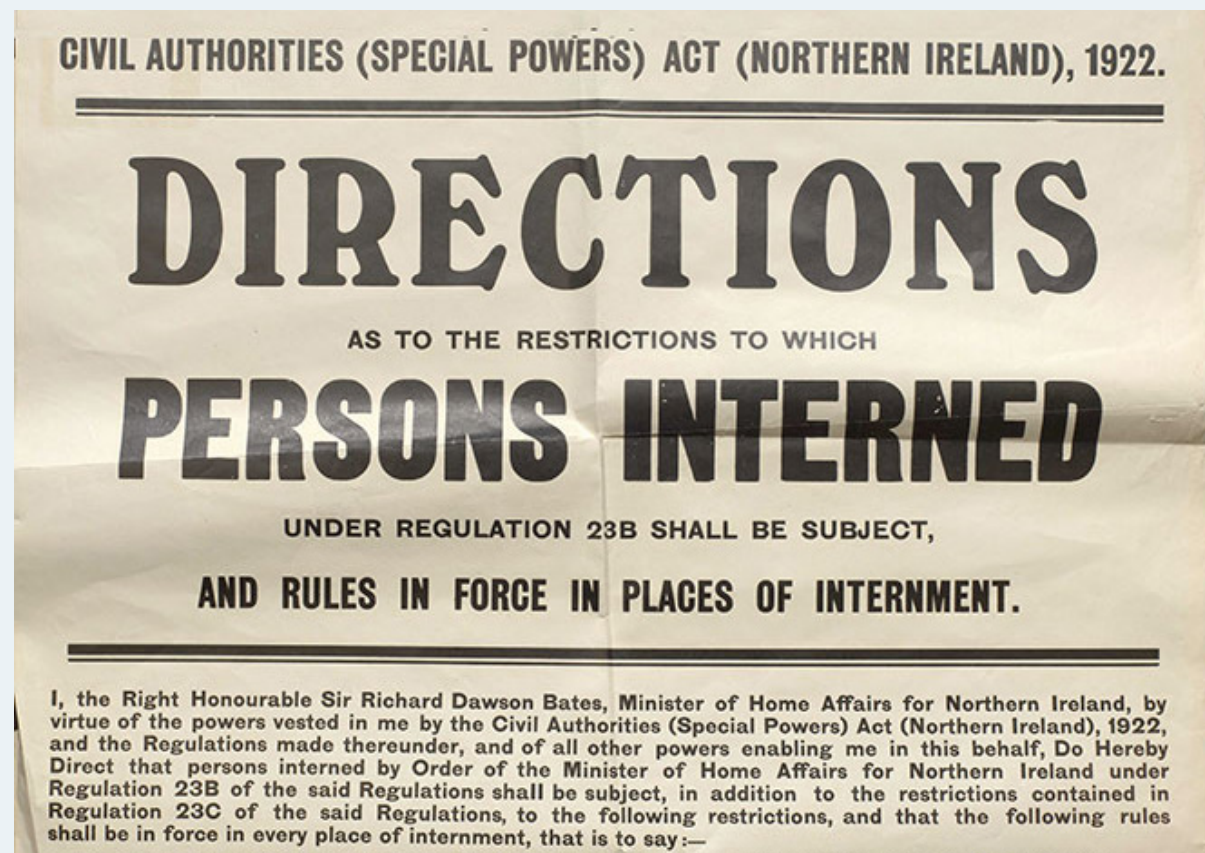 CIVIL AUTHORITIES (SPECIAL POWERS) ACT (NORTHERN IRELAND), 1922.
DIRECTIONS
AS TO THE RESTRICTIONS TO WHICH
PERSONS INTERNED
UNDER REGULATION 23B SHALL BE SUBJECT,
AND RULES IN FORCE IN PLACES OF INTERNMENT.
I, the Right Honourable Sir Richard Dawson Bates, Minister of Home Affairs for Northern Ireland, by
virtue of the powers vested in me by the Civil Authorities (Special Powers) Act (Northern Ireland), 1922,
and the Regulations made thereunder, and of all other powers enabling me in this behalf, Do Hereby
Direct that persons interned by Order of the Minister of Home Affairs for Northern Ireland under
Regulation 23B of the said Regulations shall be subject, in addition to the restrictions contained in
Regulation 23C of the said Regulations, to the following restrictions, and that the following rules
shall be in force in every place of internment, that is to say:—